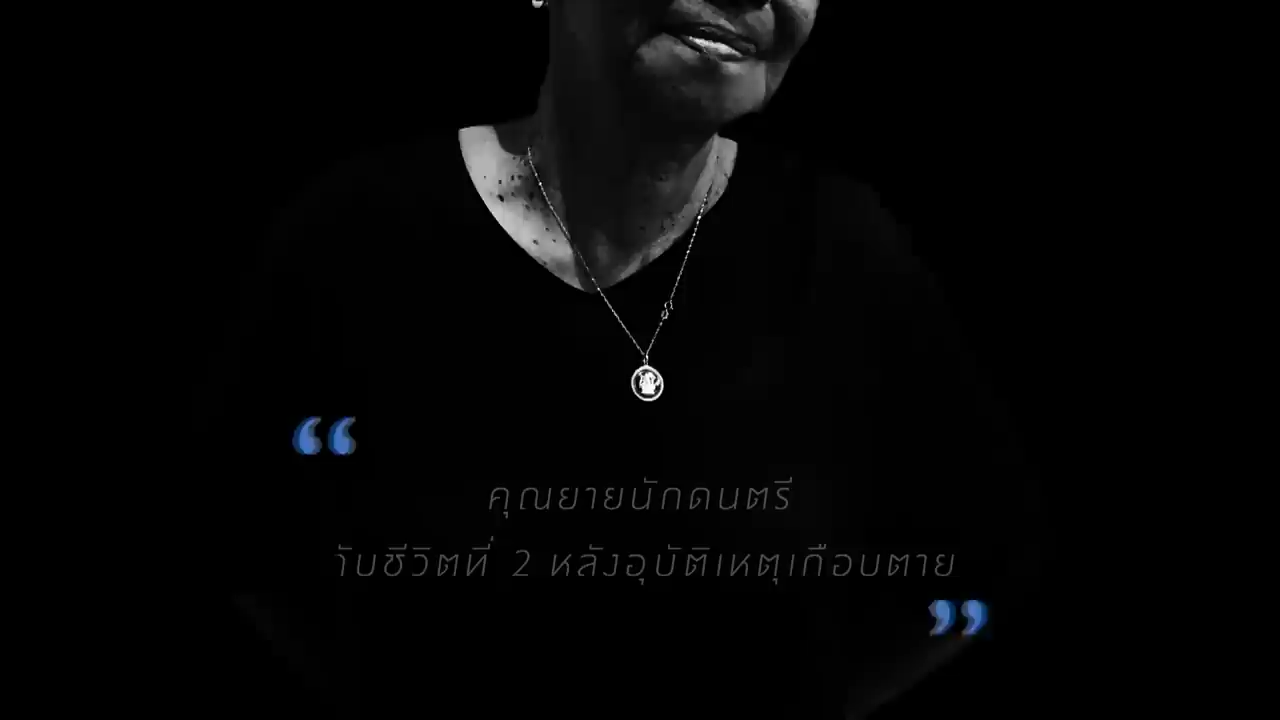 คุณยายนักดนตรี
กับชีวิตที่ 2 หลังอุบัติเหตุเกือบตาย